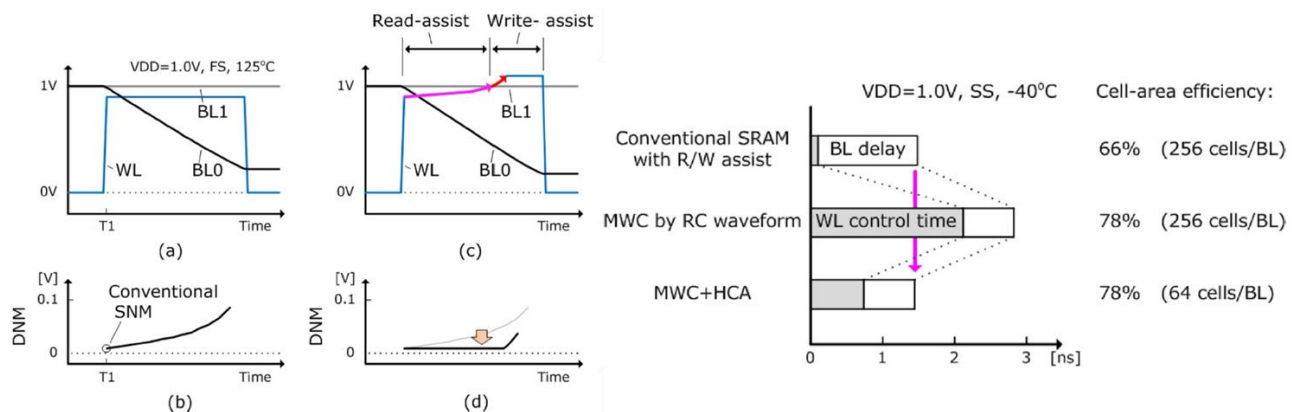 VDD=1.0V, FS, 125°C
1V
BL1
WL
BL0
0V
T1
Time
(a)
Read-assist
Write- assist
1V
BL1
WL
BL0
0V
Time
(c)
[V]
0.1
Conventional
SNM
DNM
0
T1
Time
(b)
[V]
0.1
DNM
0
Time
(d)
VDD=1.0V, SS, -40°C
Cell-area efficiency:
Conventional SRAM
with R/W assist
BL delay
66% (256 cells/BL)
MWC by RC waveform
WL control time
78% (256 cells/BL)
MWC+HCA
78% (64 cells/BL)
0 1 2 3 [ns]